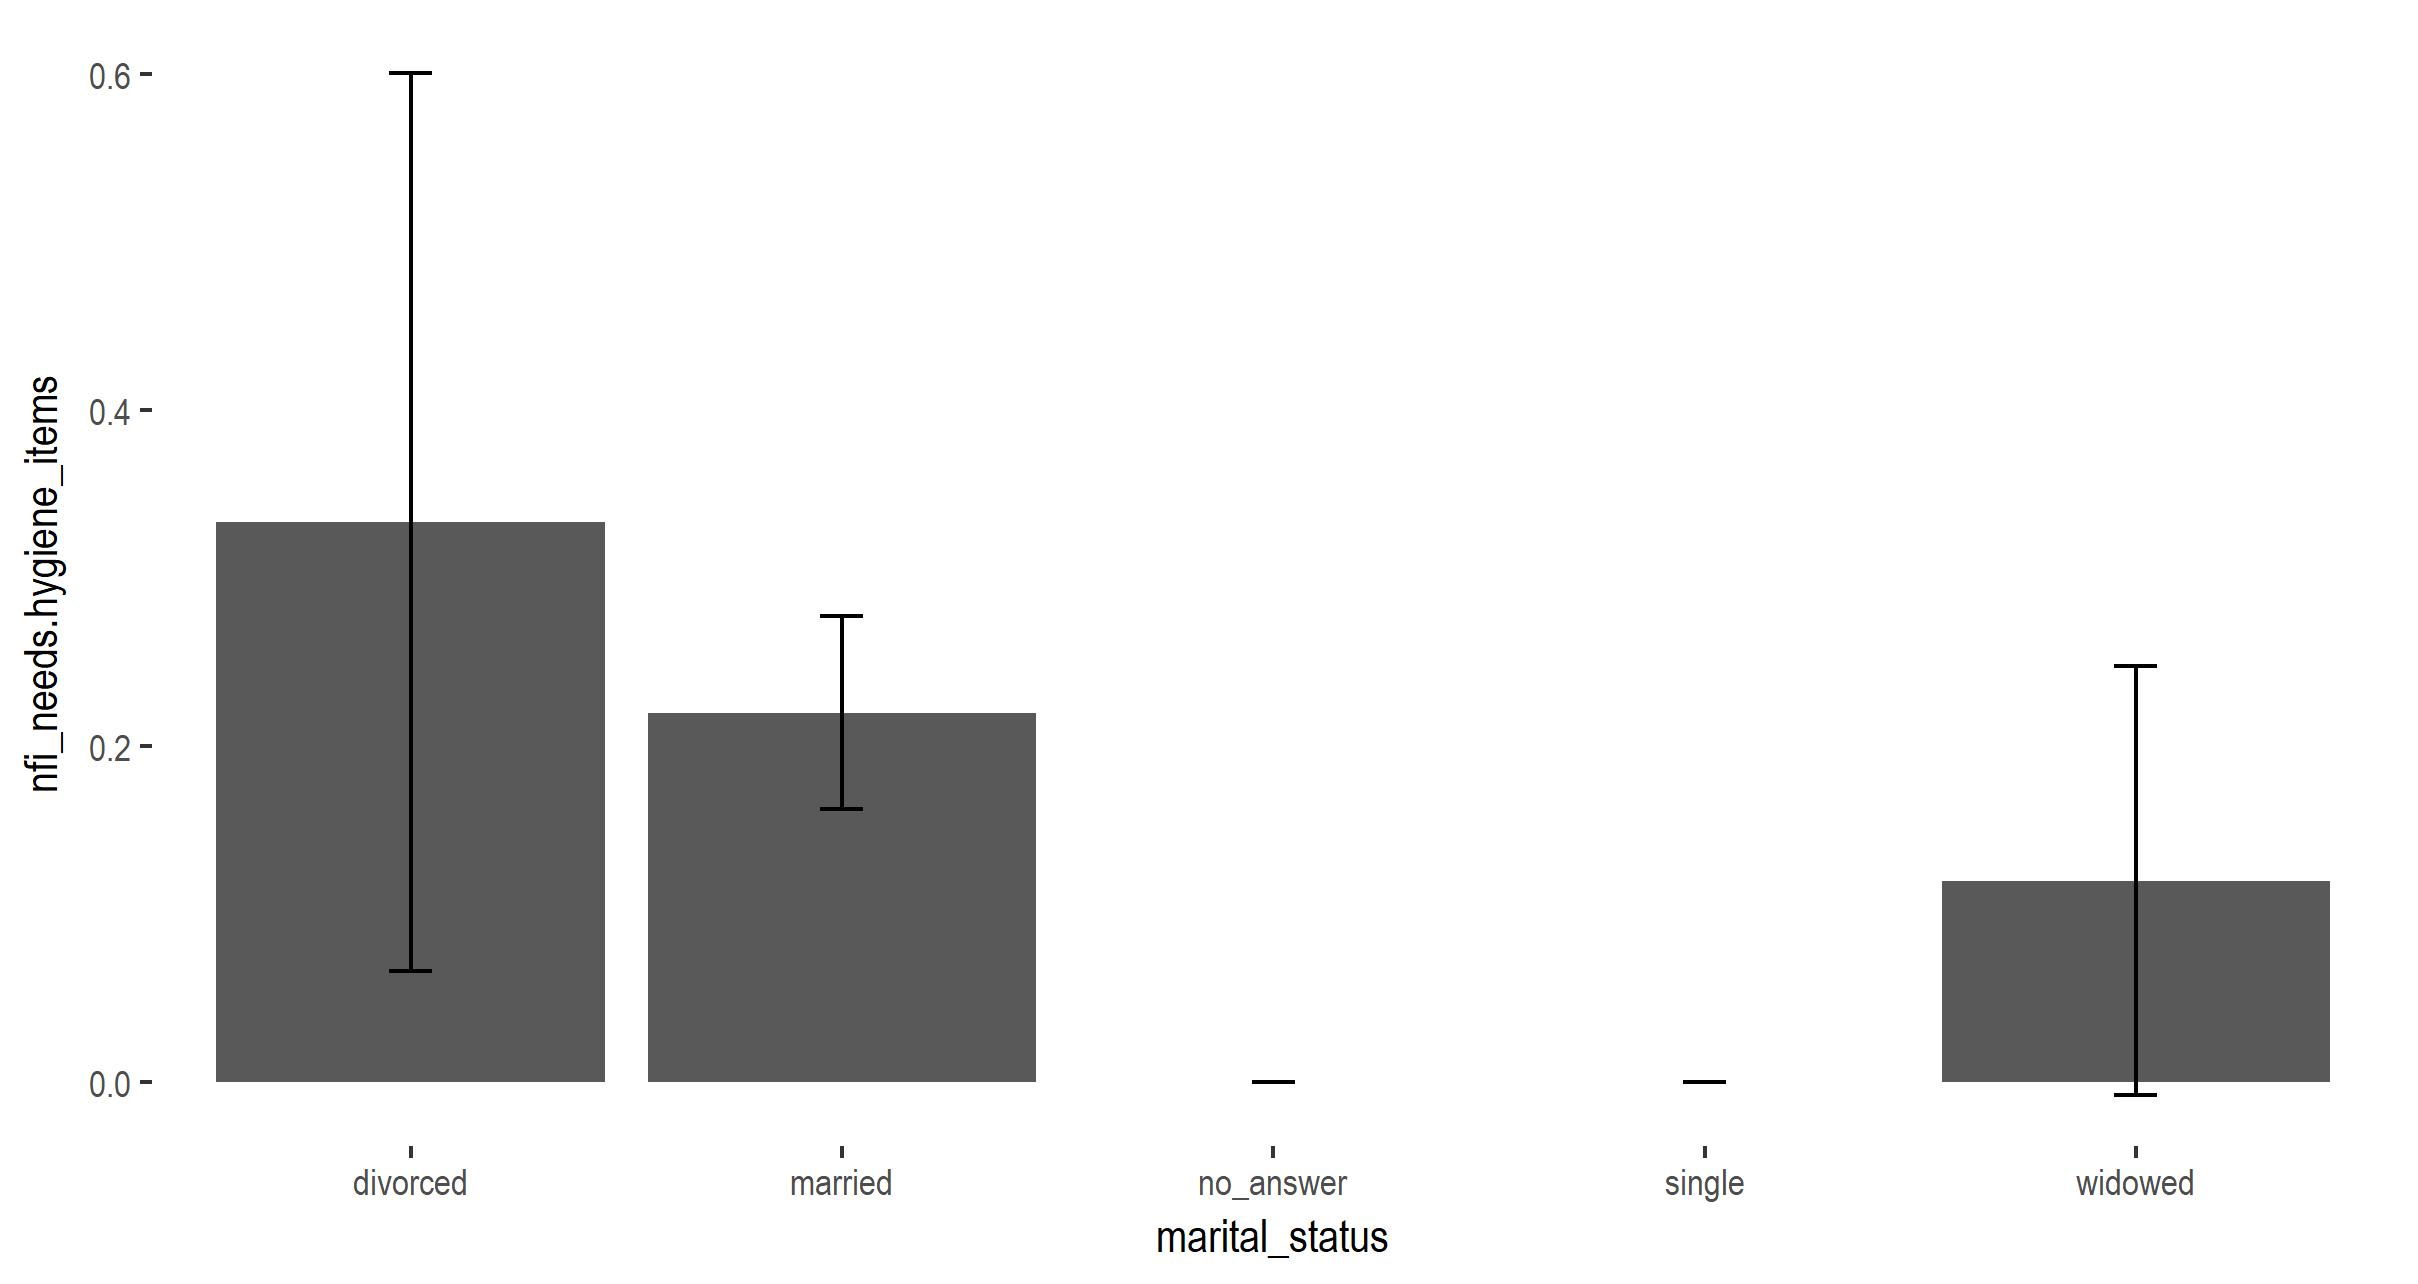 0.6
0.4
0.2
0.0
nfi_needs.hygiene_items
divorced married no_answer single widowed
marital_status